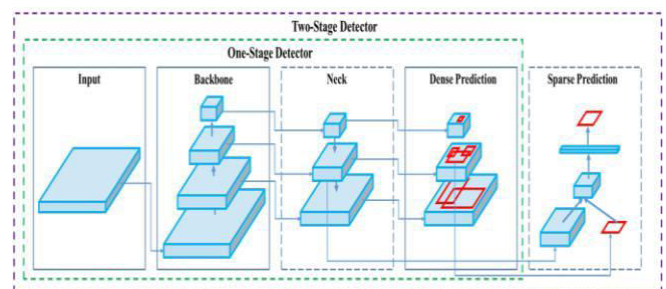 Two-Stage Detector
One-Stage Detector
Input
Backbone
Neck
Dense Prediction
Sparse Prediction